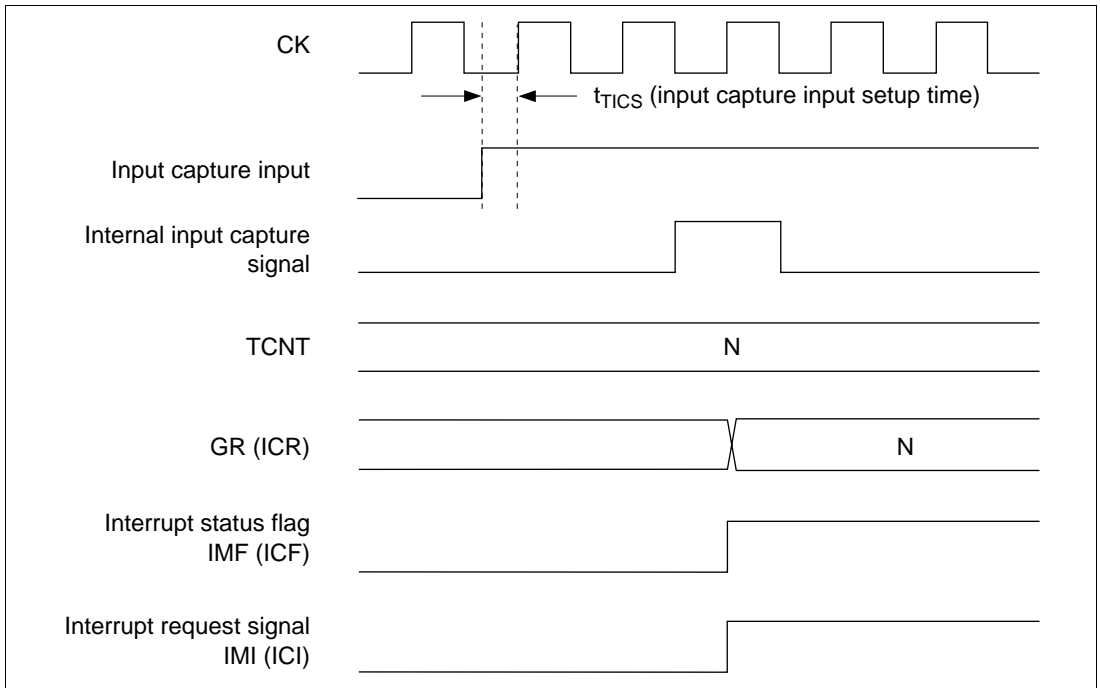 CK
t_TICS (input capture input setup time)
Input capture input
Internal input capture
signal
TCNT
N
GR (ICR)
N
Interrupt status flag
IMF (ICF)
Interrupt request signal
IMI (ICI)